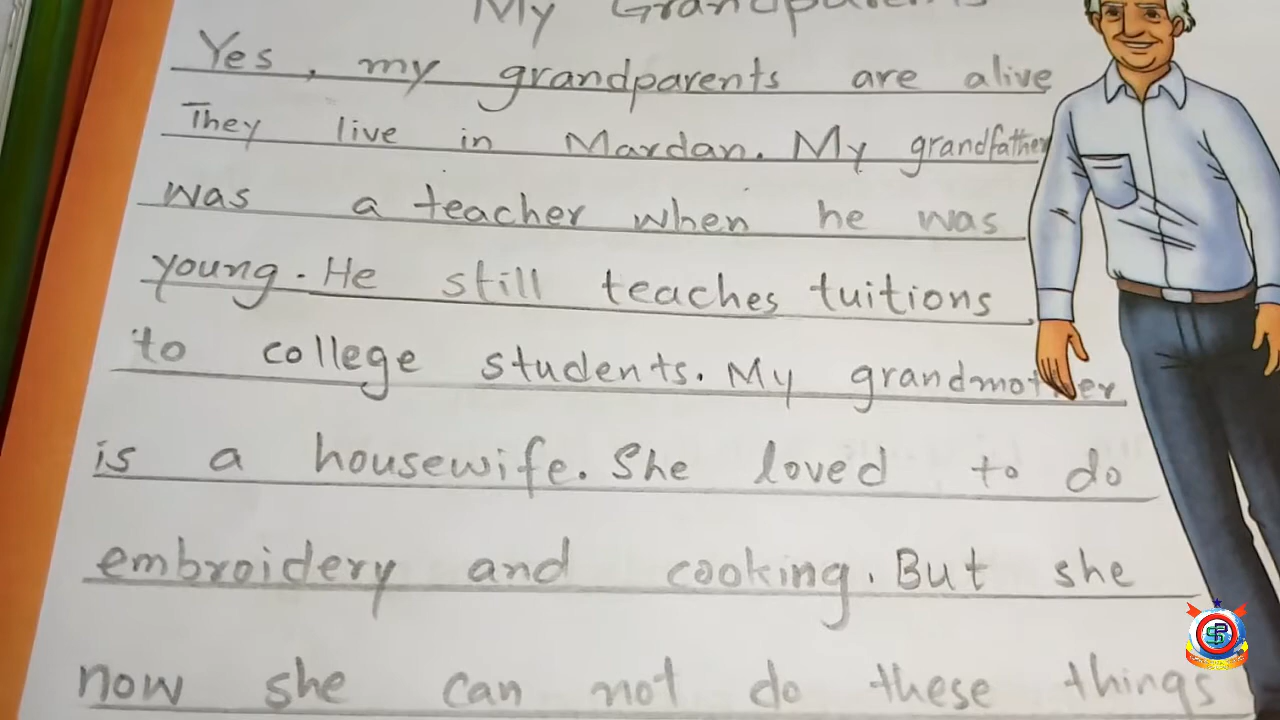 My Grandparents
Yes, my grandparents are alive
They live in Mardan. My grandfather
was a teacher when he was
young. He still teaches tuitions
to college students. My grandmother
is a housewife. She loved to do
embroidery and cooking. But she
now she can not do these things